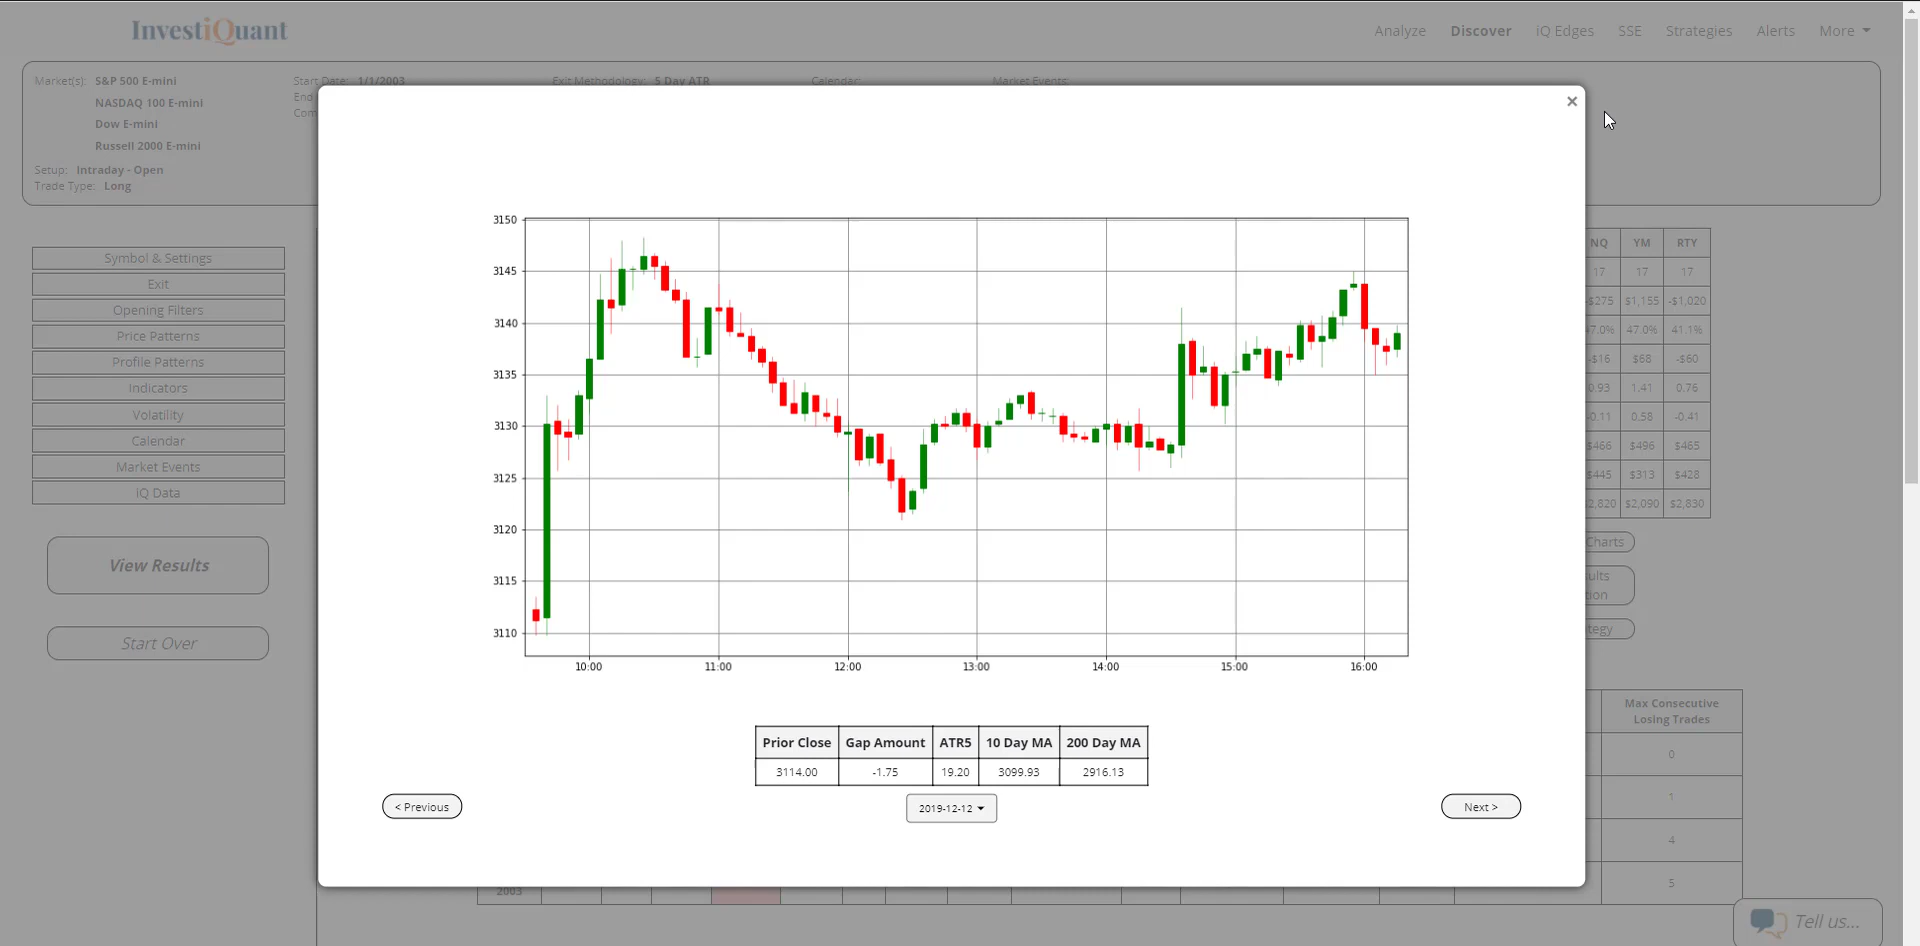 InvestiQuant
Analyze Discover iQ Edges SSE Strategies Alerts More
Market(s): S&P 500 E-mini
NASDAQ 100 E-mini
Dow E-mini
Russell 2000 E-mini
Setup: Intraday - Open
Trade Type: Long
Start Date: 1/1/2003
End
Com
Exit Methodology: 5 Day ATR
Calendar:
Market Events:
×
Symbol & Settings
Exit
Opening Filters
Price Patterns
Profile Patterns
Indicators
Volatility
Calendar
Market Events
IQ Data
View Results
Start Over
3150
3145
3140
3135
3130
3125
3120
3115
3110
10:00 11:00 12:00 13:00 14:00 15:00 16:00
Prior Close Gap Amount ATR5 10 Day MA 200 Day MA
3114.00 -1.75 19.20 3099.93 2916.13
< Previous
2019-12-12
Next >
NQ YM RTY
17 17 17
-$275 $1,155 -$1,020
47.0% 41.1%
-$16 $68 -$60
0.93 1.41 0.76
0.58 -0.41
$466 $496 $465
$445 $313 $428
$2,090 $2,830
Charts
Max Consecutive
Losing Trades
0
1
4
5
2003
Tell us...